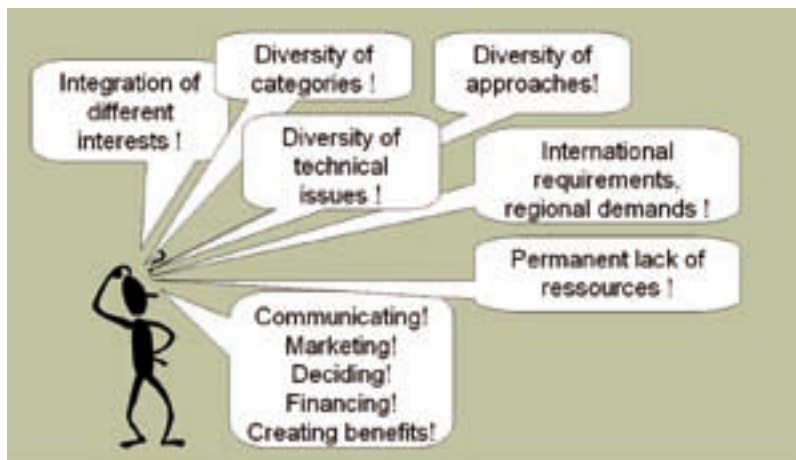 Integration of
different
interests !
Diversity of
categories !
Diversity of
approaches!
Diversity of
technical
issues !
International
requirements,
regional demands !
Permanent lack of
ressources !
Communicating!
Marketing!
Deciding!
Financing!
Creating benefits!